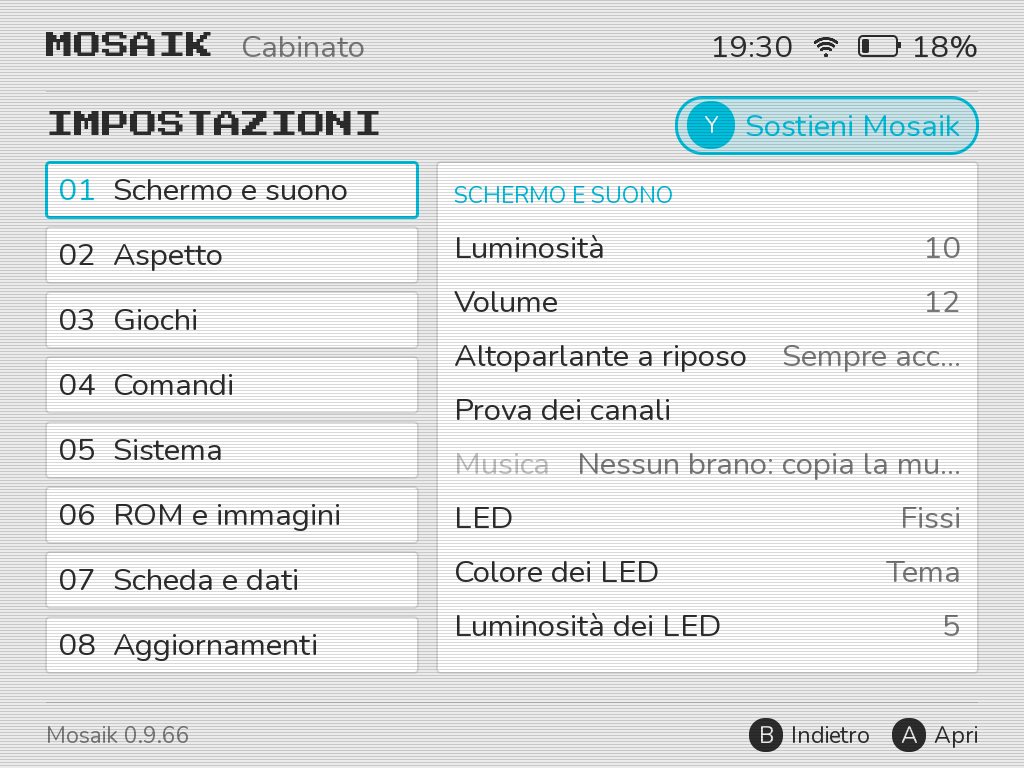 MOSAIK Cabinato 19:30 18%
IMPOSTAZIONI
Y Sostieni Mosaik
01 Schermo e suono
02 Aspetto
03 Giochi
04 Comandi
05 Sistema
06 ROM e immagini
07 Scheda e dati
08 Aggiornamenti
SCHERMO E SUONO
Luminosità 10
Volume 12
Altoparlante a riposo Sempre acc...
Prova dei canali
Musica Nessun brano: copia la mu...
LED Fissi
Colore dei LED Tema
Luminosità dei LED 5
Mosaik 0.9.66
B Indietro A Apri